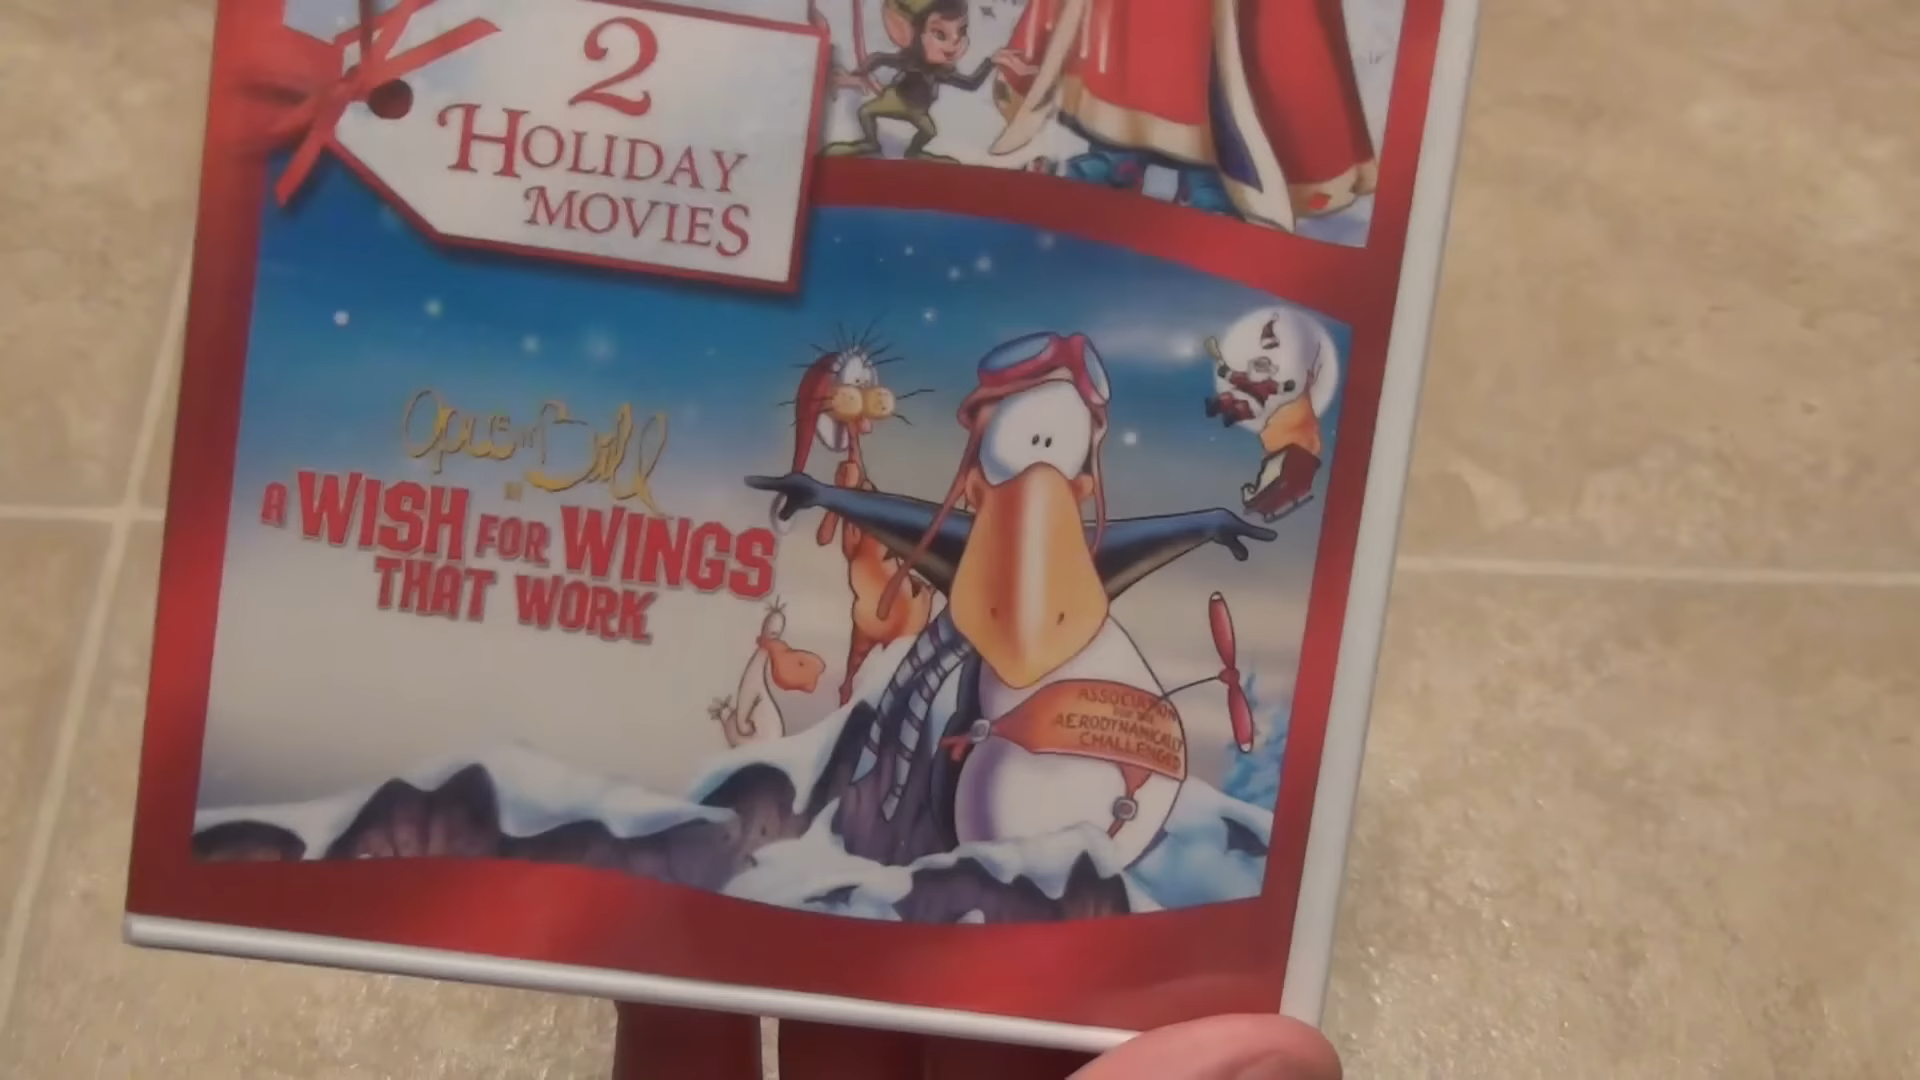 2
HOLIDAY
MOVIES
Opus n' Bill
in
A WISH FOR WINGS
THAT WORK
ASSOCIATION
FOR THE
AERODYNAMICALLY
CHALLENGED